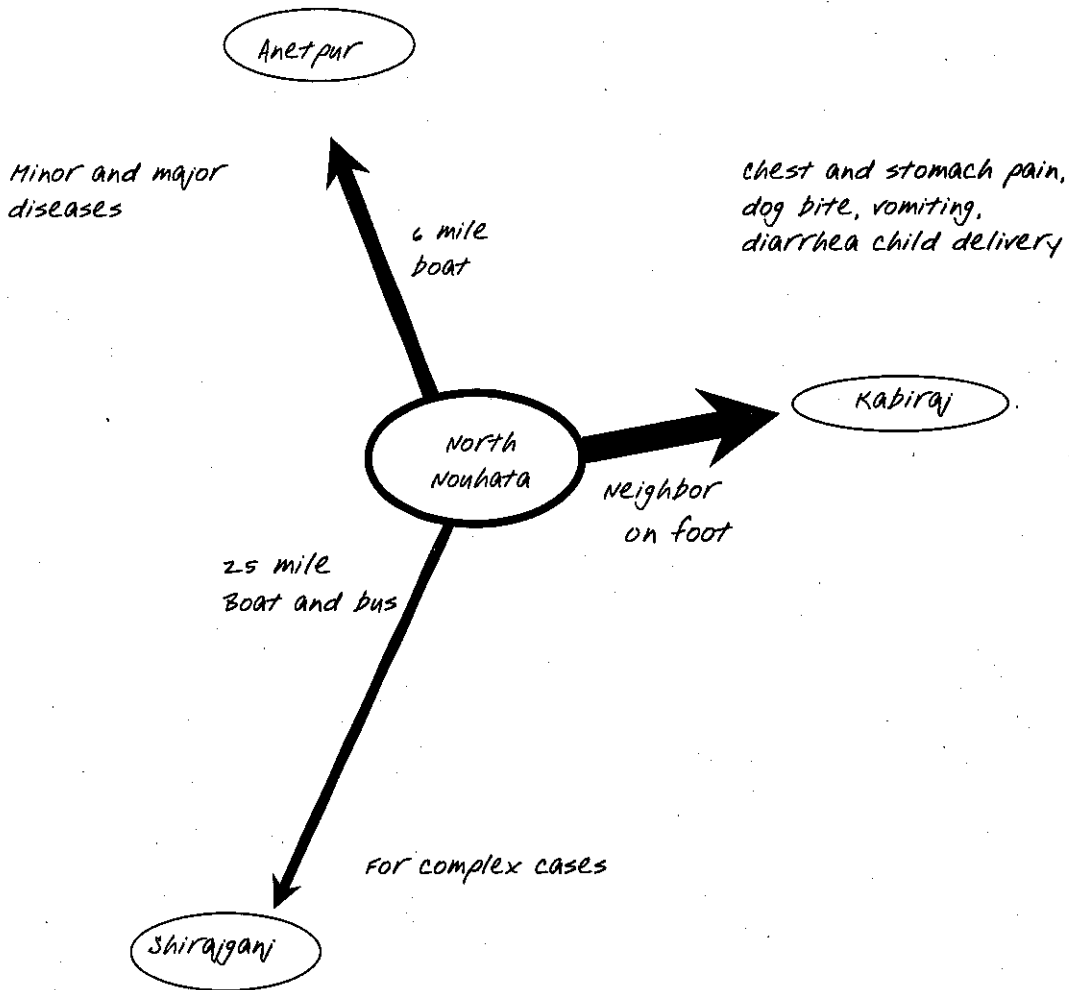 Anetpur
Minor and major
diseases
chest and stomach pain,
dog bite, vomiting,
diarrhea child delivery
6 mile
boat
Kabiraj
North
Nouhata
Neighbor
on foot
25 mile
Boat and bus
For complex cases
Shirajganj